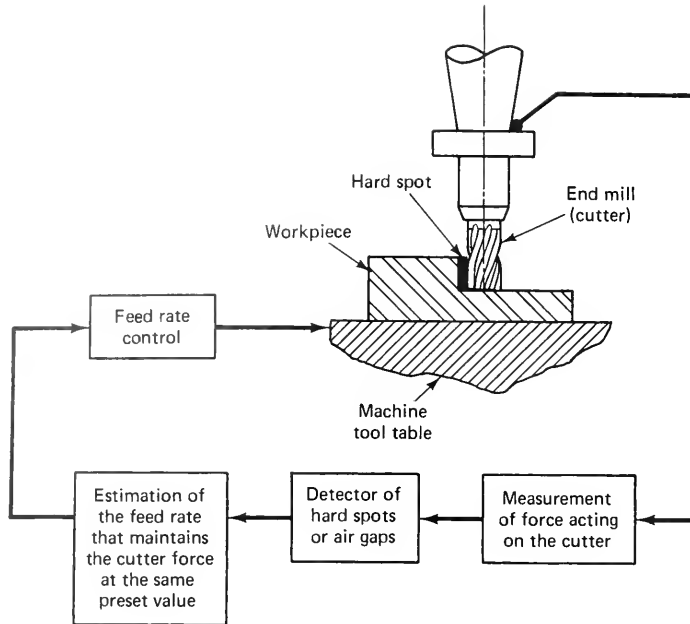 Hard spot
End mill
(cutter)
Workpiece
Feed rate
control
Machine
tool table
Estimation of
the feed rate
that maintains
the cutter force
at the same
preset value
Detector of
hard spots
or air gaps
Measurement
of force acting
on the cutter